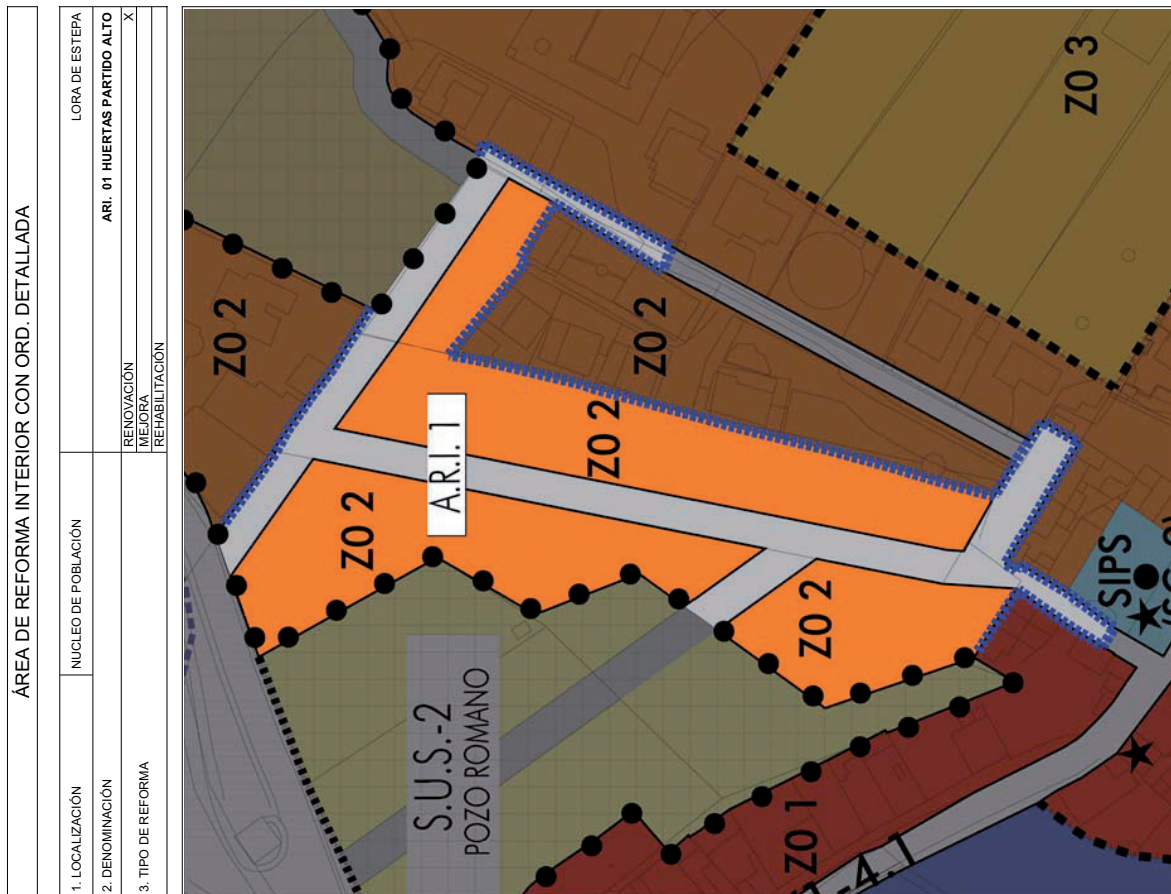 ÁREA DE REFORMA INTERIOR CON ORD. DETALLADA
1. LOCALIZACIÓN NUCLEO DE POBLACIÓN LORA DE ESTEPA
2. DENOMINACIÓN ARI. 01 HUERTAS PARTIDO ALTO
3. TIPO DE REFORMA RENOVACIÓN X
MEJORA
REHABILITACIÓN
ZO 2
ZO 3
ZO 2
A.R.I. 1
ZO 2
ZO 2
S.U.S.-2
POZO ROMANO
ZO 2
SIPS
ZO 1